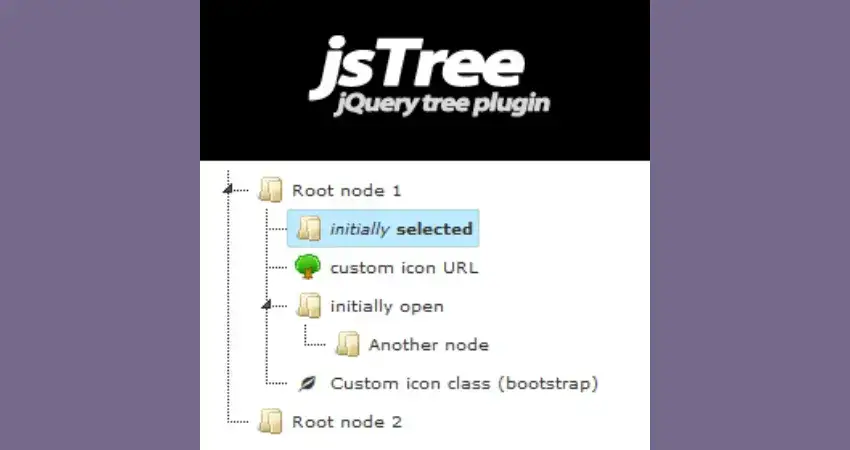 jsTree
jQuery tree plugin
Root node 1
initially selected
custom icon URL
initially open
Another node
Custom icon class (bootstrap)
Root node 2